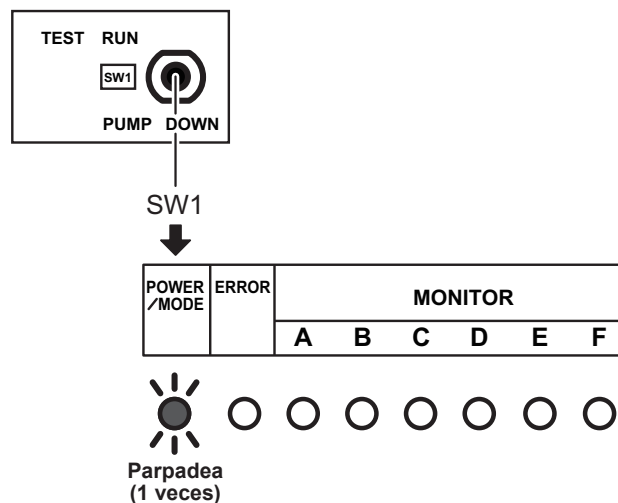 TEST RUN
SW1
PUMP DOWN
SW1
POWER ERROR MONITOR
/MODE
A B C D E F
Parpadea
(1 veces)